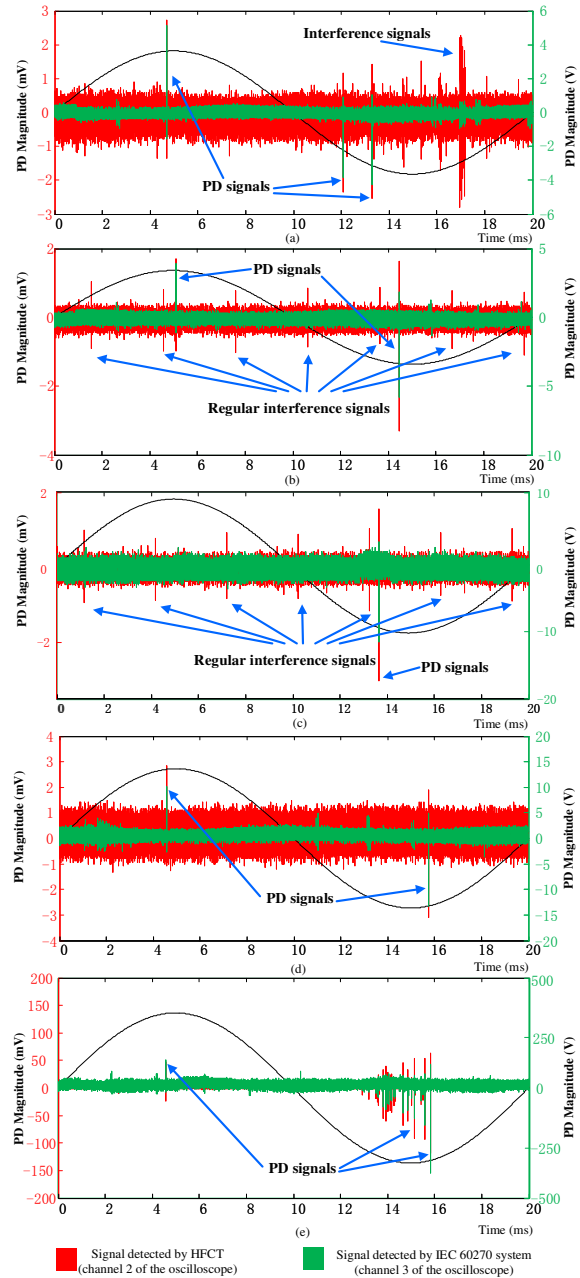 PD Magnitude (mV)
3
2
1
0
-1
-2
-3
Interference signals
PD signals
6
4
2
0
-2
-4
-6
PD Magnitude (V)
0 2 4 6 8 10 12 14 16 18 20
Time (ms)
(a)
PD Magnitude (mV)
2
0
-2
-4
PD signals
Regular interference signals
5
0
-5
-10
PD Magnitude (V)
0 2 4 6 8 10 12 14 16 18 20
Time (ms)
(b)
PD Magnitude (mV)
2
0
-2
Regular interference signals
PD signals
10
0
-10
-20
PD Magnitude (V)
0 2 4 6 8 10 12 14 16 18 20
Time (ms)
(c)
PD Magnitude (mV)
4
3
2
1
0
-1
-2
-3
-4
PD signals
20
15
10
5
0
-5
-10
-15
-20
PD Magnitude (V)
0 2 4 6 8 10 12 14 16 18 20
Time (ms)
(d)
PD Magnitude (mV)
200
150
100
50
0
-50
-100
-150
-200
PD signals
500
250
0
-250
-500
PD Magnitude (V)
0 2 4 6 8 10 12 14 16 18 20
Time (ms)
(e)
Signal detected by HFCT
(channel 2 of the oscilloscope)
Signal detected by IEC 60270 system
(channel 3 of the oscilloscope)